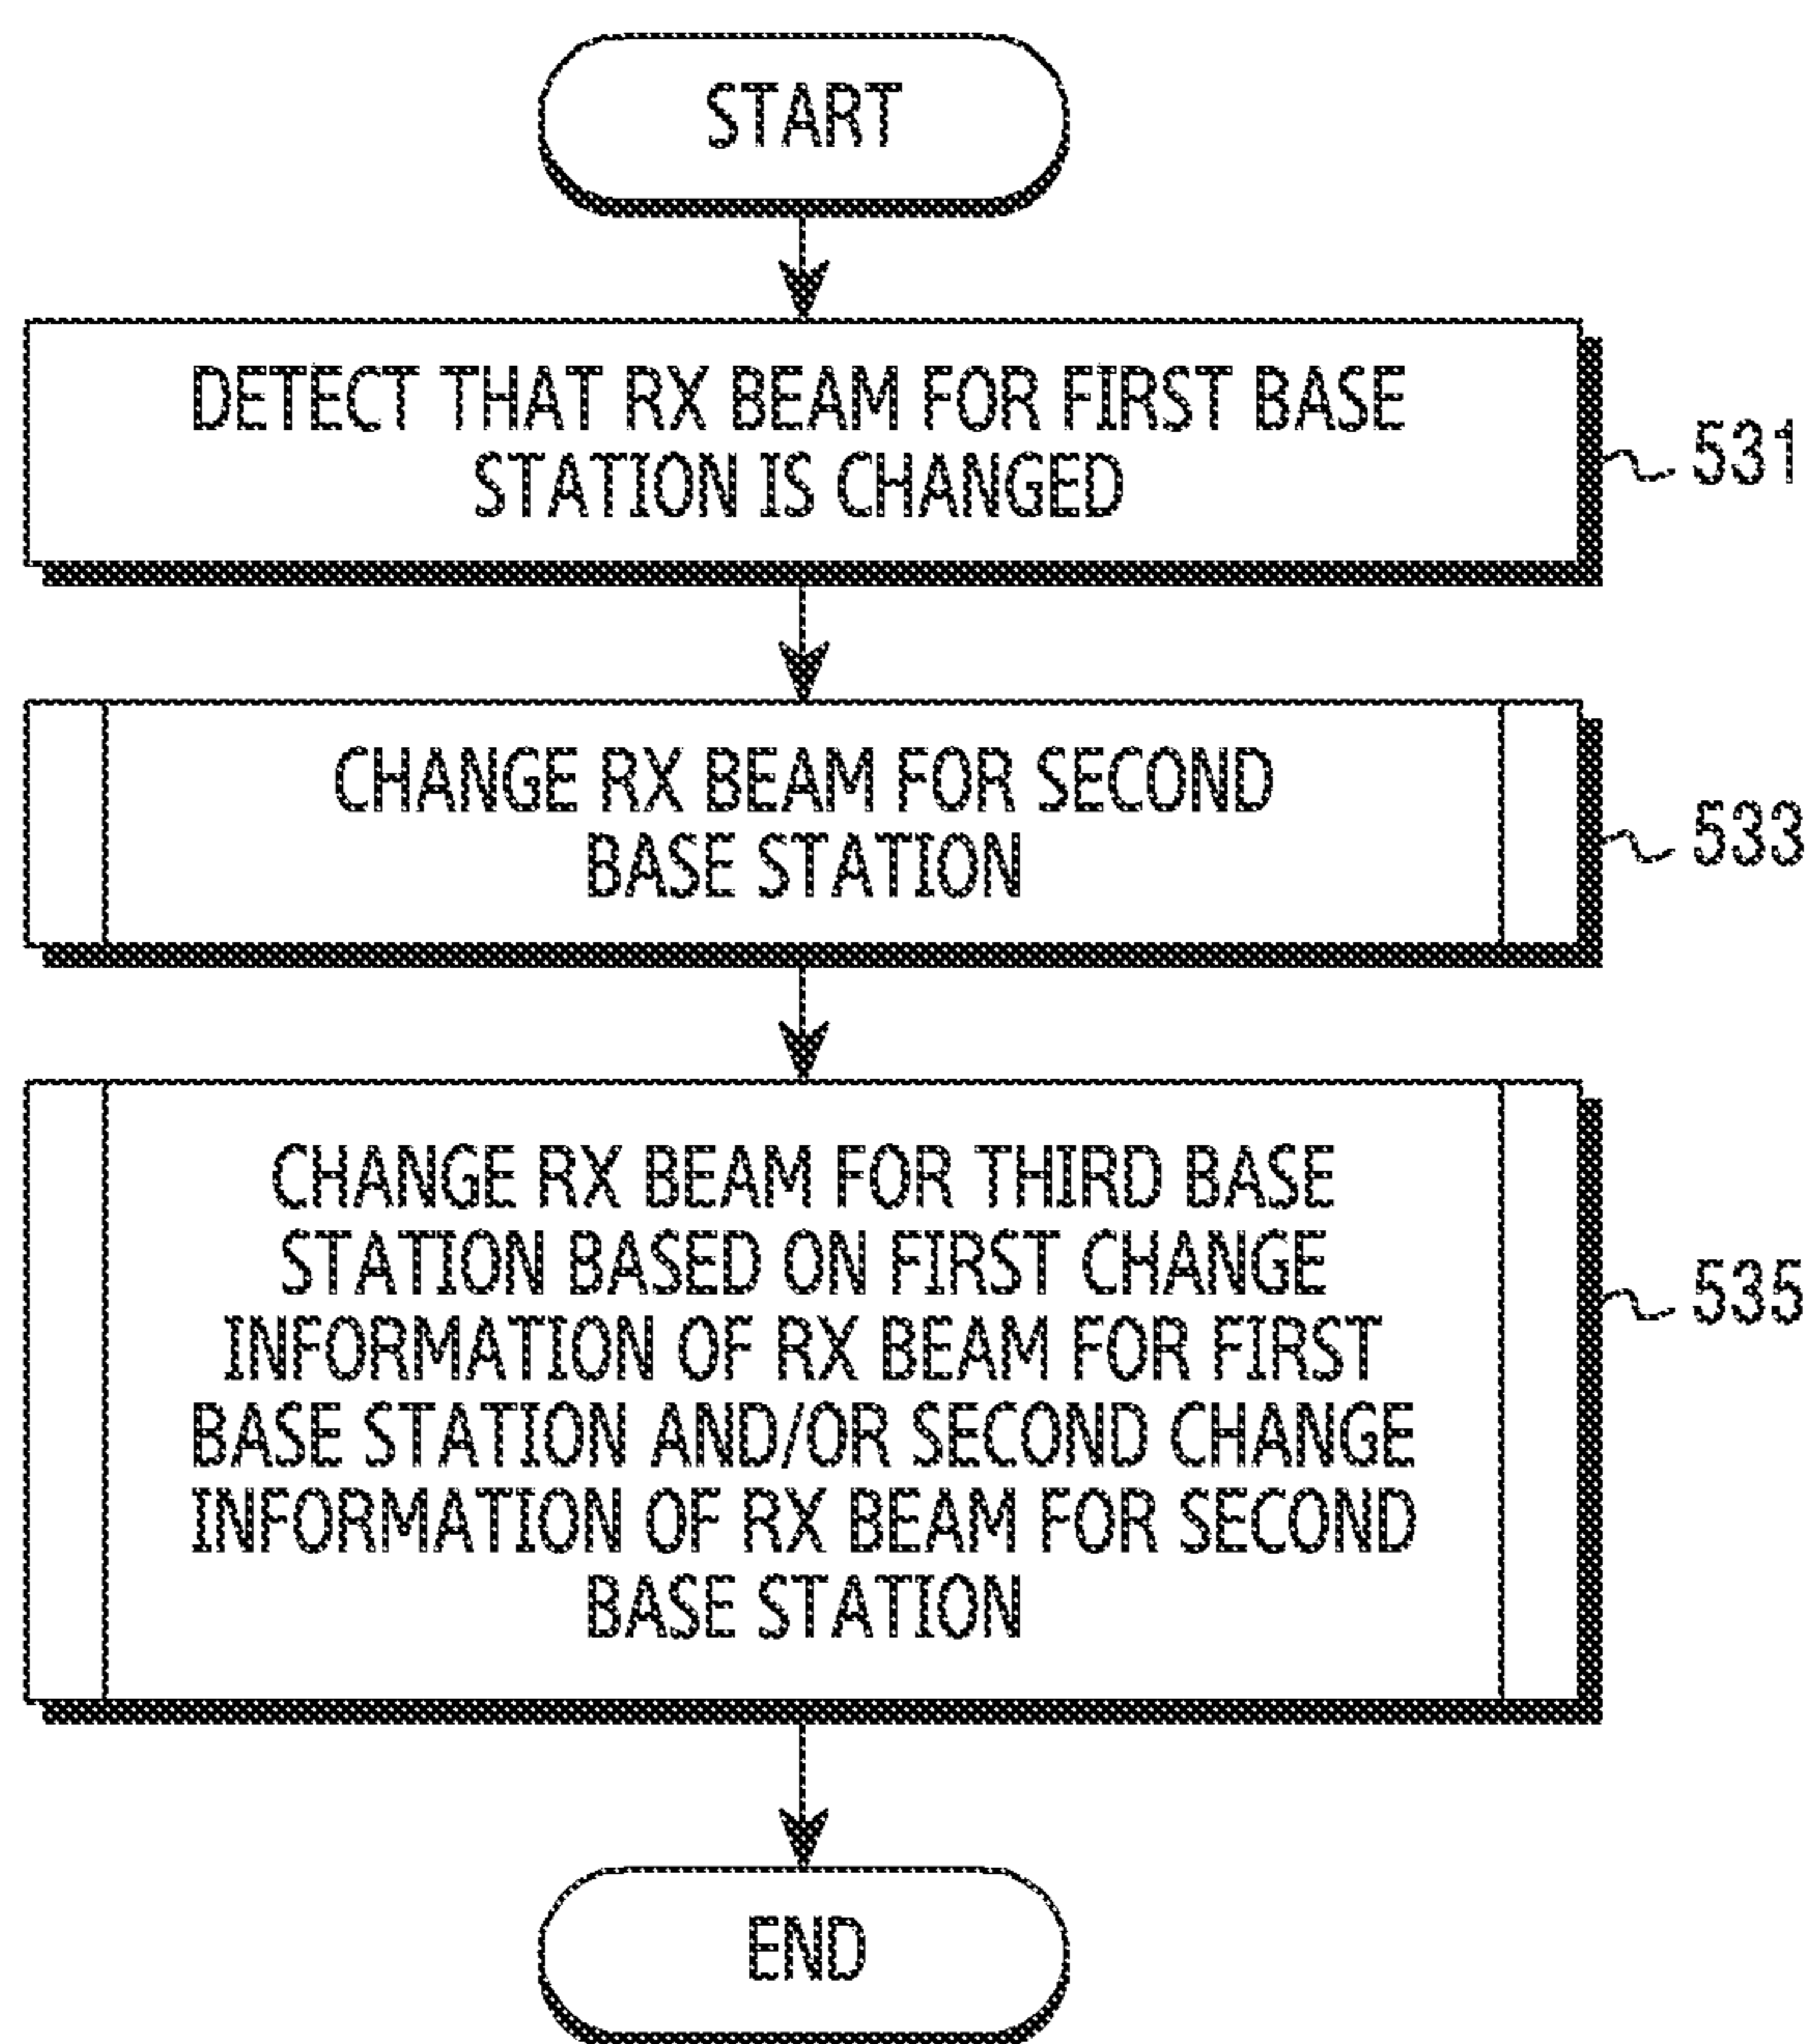 START
DETECT THAT RX BEAM FOR FIRST BASE
STATION IS CHANGED
531
CHANGE RX BEAM FOR SECOND
BASE STATION
533
CHANGE RX BEAM FOR THIRD BASE
STATION BASED ON FIRST CHANGE
INFORMATION OF RX BEAM FOR FIRST
BASE STATION AND/OR SECOND CHANGE
INFORMATION OF RX BEAM FOR SECOND
BASE STATION
535
END